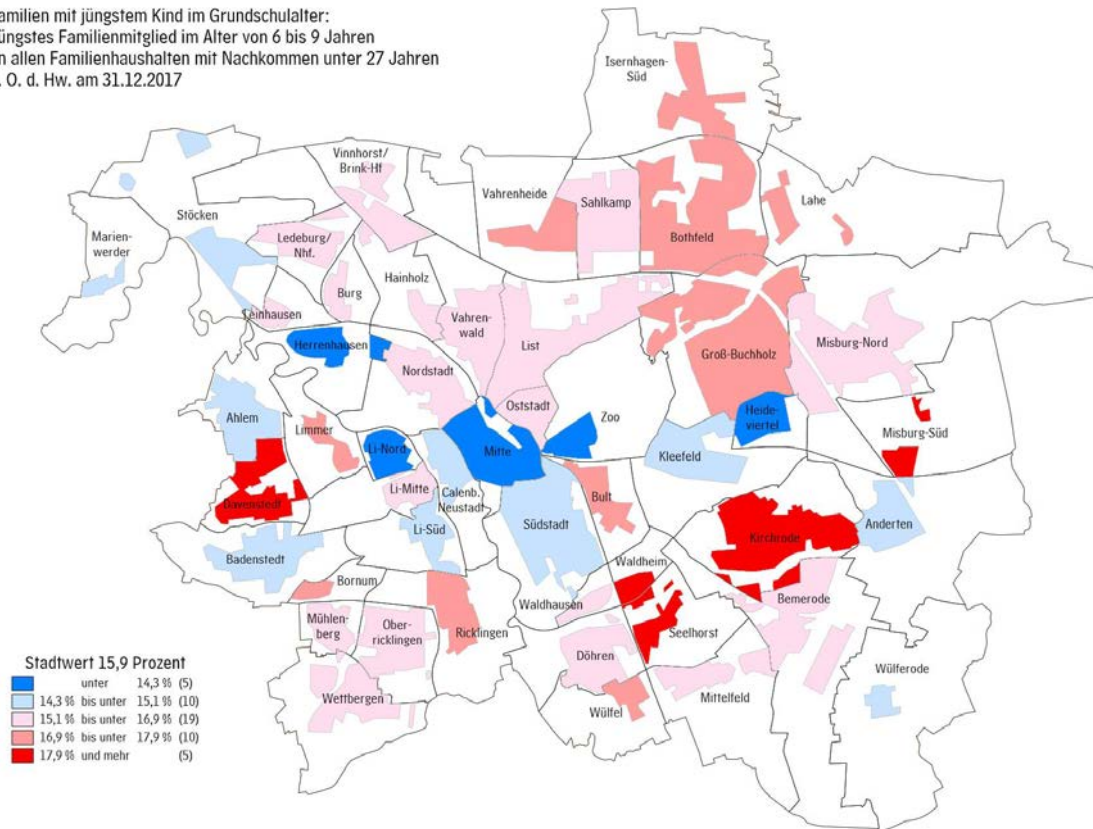 amilien mit jüngstem Kind im Grundschulalter:
üngstes Familienmitglied im Alter von 6 bis 9 Jahren
n allen Familienhaushalten mit Nachkommen unter 27 Jahren
. O. d. Hw. am 31.12.2017
Isernhagen-
Süd
Vinnhorst/
Brink-Hf
Vahrenheide
Sahlkamp
Lahe
Stöcken
Marien-
werder
Ledeburg/
Nhf.
Bothfeld
Hainholz
Burg
Leinhausen
Vahren-
wald
List
Misburg-Nord
Herrenhausen
Groß-Buchholz
Nordstadt
Oststadt
Zoo
Heide-
viertel
Ahlem
Limmer
Misburg-Süd
Li-Nord
Mitte
Kleefeld
Li-Mitte
Calenb.
Neustadt
Bult
Davenstedt
Südstadt
Anderten
Li-Süd
Kirchrode
Badenstedt
Waldheim
Bornum
Waldhausen
Bemerode
Mühlen-
berg
Ober-
ricklingen
Ricklingen
Seelhorst
Döhren
Wülferode
Wettbergen
Mittelfeld
Wülfel
Stadtwert 15,9 Prozent
unter 14,3 % (5)
14,3 % bis unter 15,1 % (10)
15,1 % bis unter 16,9 % (19)
16,9 % bis unter 17,9 % (10)
17,9 % und mehr (5)